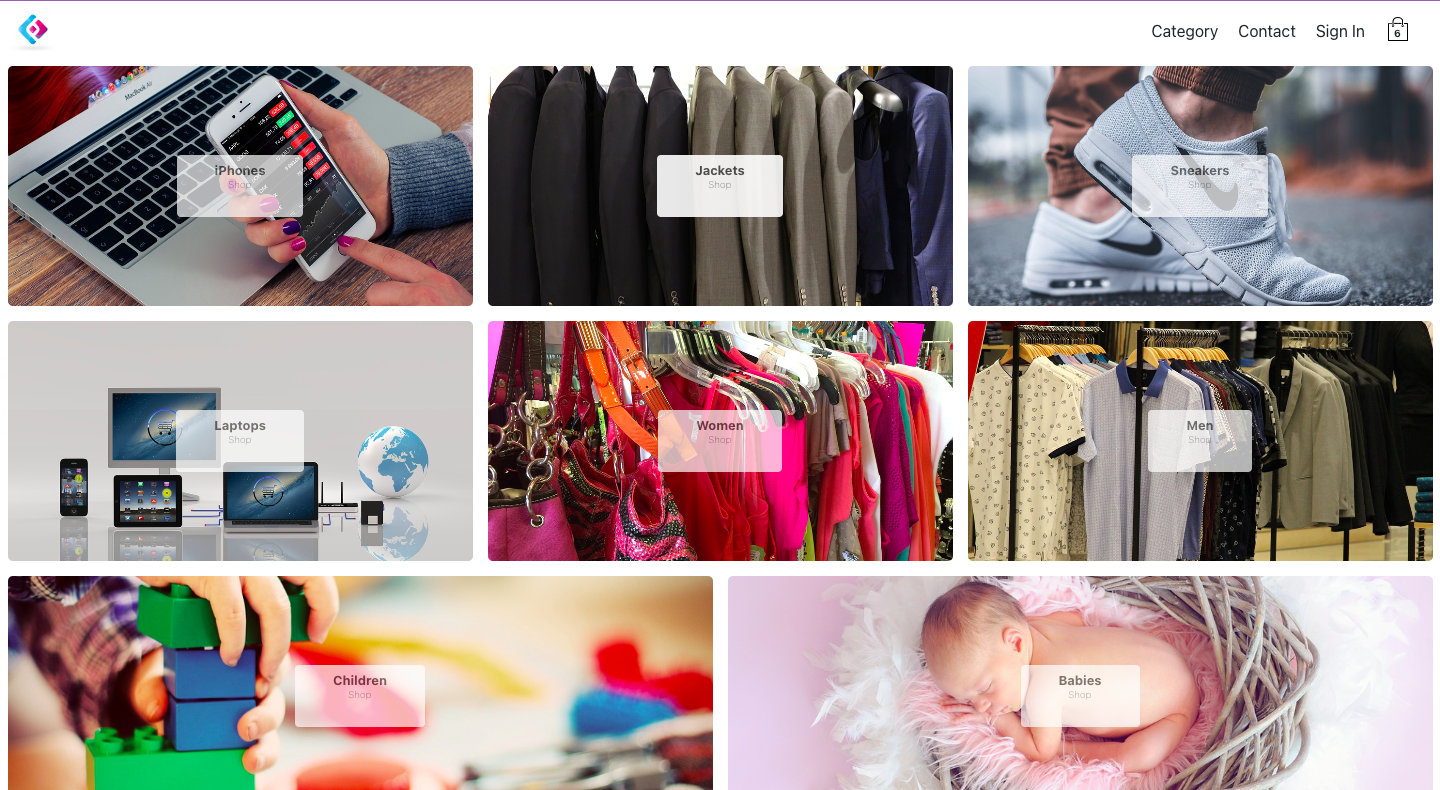 Category Contact Sign In 6
MacBook Air
iPhones
Shop
Jackets
Shop
Sneakers
Shop
Laptops
Shop
Women
Shop
Men
Shop
Children
Shop
Babies
Shop